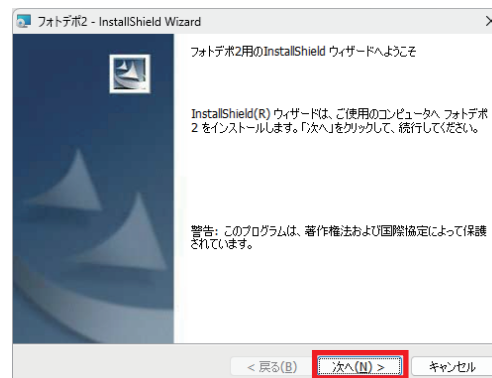 フォトデポ2 - InstallShield Wizard
フォトデポ2用のInstallShield ウィザードへようこそ
InstallShield(R) ウィザードは、ご使用のコンピュータへ フォトデポ
2 をインストールします。「次へ」をクリックして、続行してください。
警告: このプログラムは、著作権法および国際協定によって保護
されています。
< 戻る(B) 次へ(N) > キャンセル